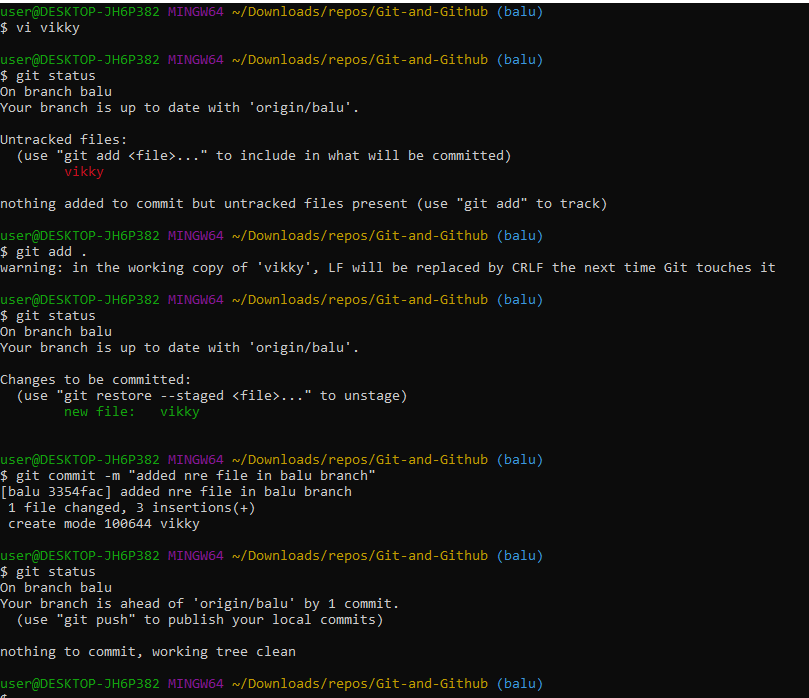 user@DESKTOP-JH6P382 MINGW64 ~/Downloads/repos/Git-and-Github (balu)
$ vi vikky
user@DESKTOP-JH6P382 MINGW64 ~/Downloads/repos/Git-and-Github (balu)
$ git status
On branch balu
Your branch is up to date with 'origin/balu'.
Untracked files:
(use "git add <file>..." to include in what will be committed)
vikky
nothing added to commit but untracked files present (use "git add" to track)
user@DESKTOP-JH6P382 MINGW64 ~/Downloads/repos/Git-and-Github (balu)
$ git add .
warning: in the working copy of 'vikky', LF will be replaced by CRLF the next time Git touches it
user@DESKTOP-JH6P382 MINGW64 ~/Downloads/repos/Git-and-Github (balu)
$ git status
On branch balu
Your branch is up to date with 'origin/balu'.
Changes to be committed:
(use "git restore --staged <file>..." to unstage)
new file:   vikky
user@DESKTOP-JH6P382 MINGW64 ~/Downloads/repos/Git-and-Github (balu)
$ git commit -m "added nre file in balu branch"
[balu 3354fac] added nre file in balu branch
1 file changed, 3 insertions(+)
create mode 100644 vikky
user@DESKTOP-JH6P382 MINGW64 ~/Downloads/repos/Git-and-Github (balu)
$ git status
On branch balu
Your branch is ahead of 'origin/balu' by 1 commit.
(use "git push" to publish your local commits)
nothing to commit, working tree clean
user@DESKTOP-JH6P382 MINGW64 ~/Downloads/repos/Git-and-Github (balu)
$